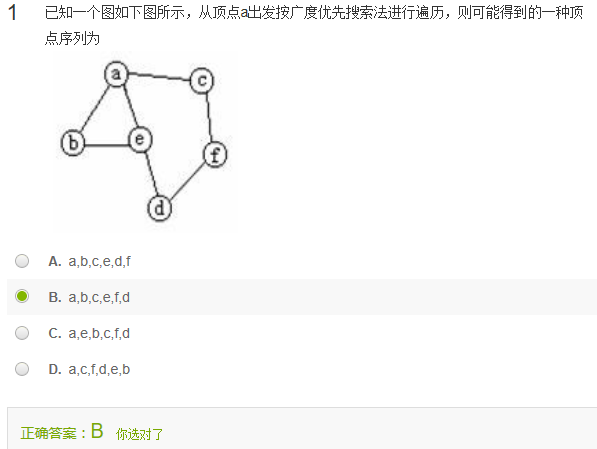 1 已知一个图如下图所示，从顶点a出发按广度优先搜索法进行遍历，则可能得到的一种顶
点序列为
a
c
b
e
f
d
A. a,b,c,e,d,f
B. a,b,c,e,f,d
C. a,e,b,c,f,d
D. a,c,f,d,e,b
正确答案：B 你选对了